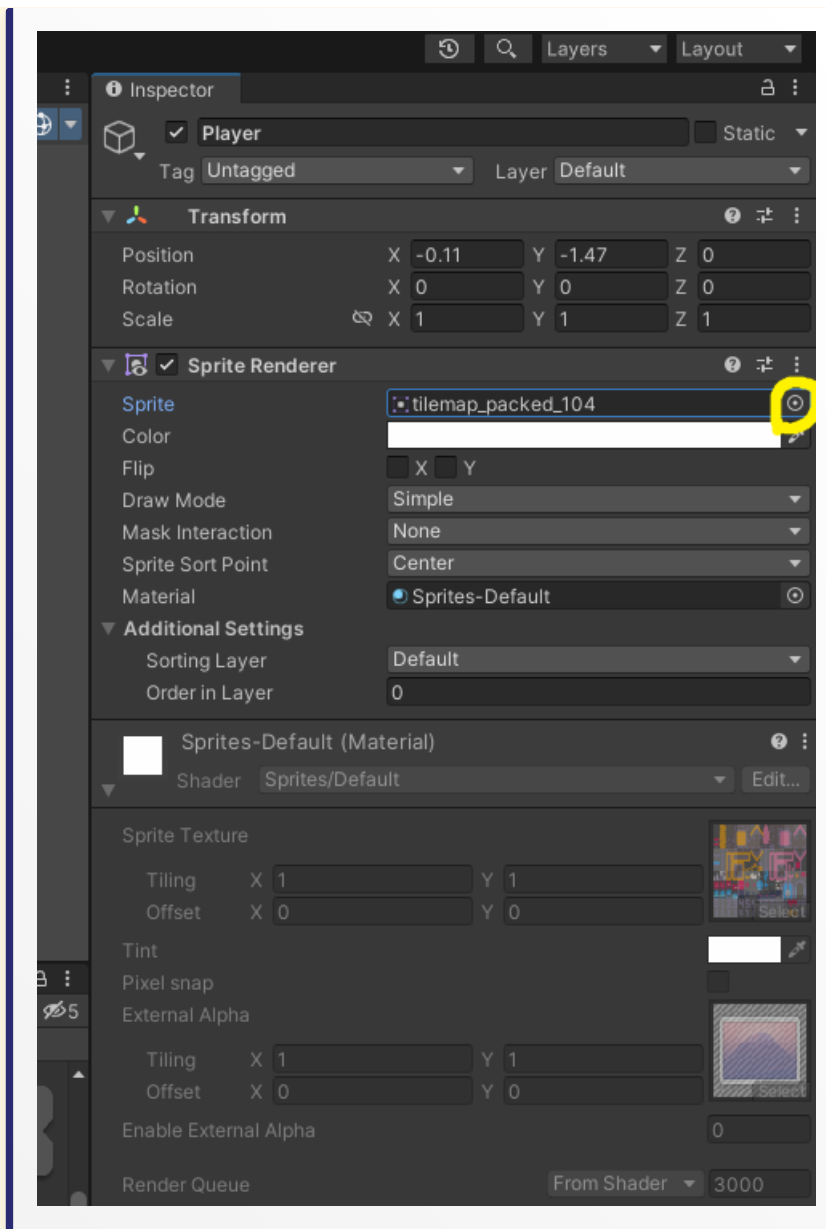 Layers Layout
Inspector
Player Static
Tag Untagged Layer Default
Transform
Position X -0.11 Y -1.47 Z 0
Rotation X 0 Y 0 Z 0
Scale X 1 Y 1 Z 1
Sprite Renderer
Sprite tilemap_packed_104
Color
Flip X Y
Draw Mode Simple
Mask Interaction None
Sprite Sort Point Center
Material Sprites-Default
Additional Settings
Sorting Layer Default
Order in Layer 0
Sprites-Default (Material)
Shader Sprites/Default Edit...
Sprite Texture
Tiling X 1 Y 1
Offset X 0 Y 0 Select
Tint
Pixel snap
5
External Alpha
Tiling X 1 Y 1
Offset X 0 Y 0 Select
Enable External Alpha 0
Render Queue From Shader 3000